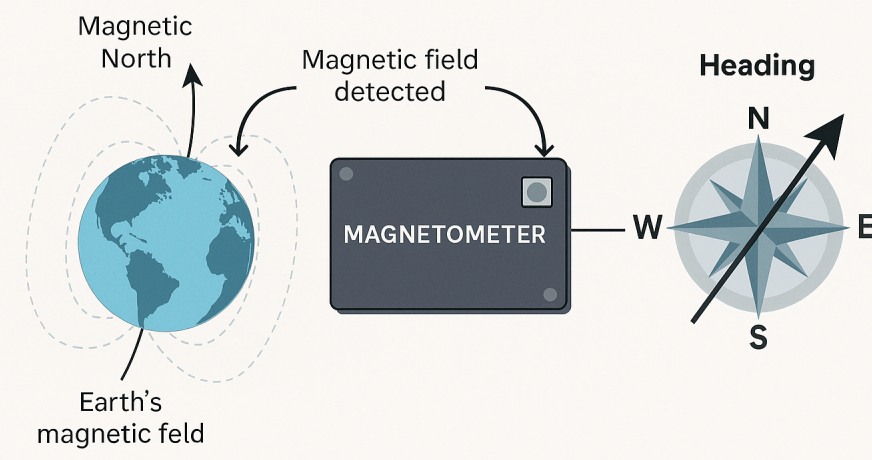 Magnetic
North
Magnetic field
detected
Heading
N
MAGNETOMETER
W
E
S
Earth's
magnetic feld